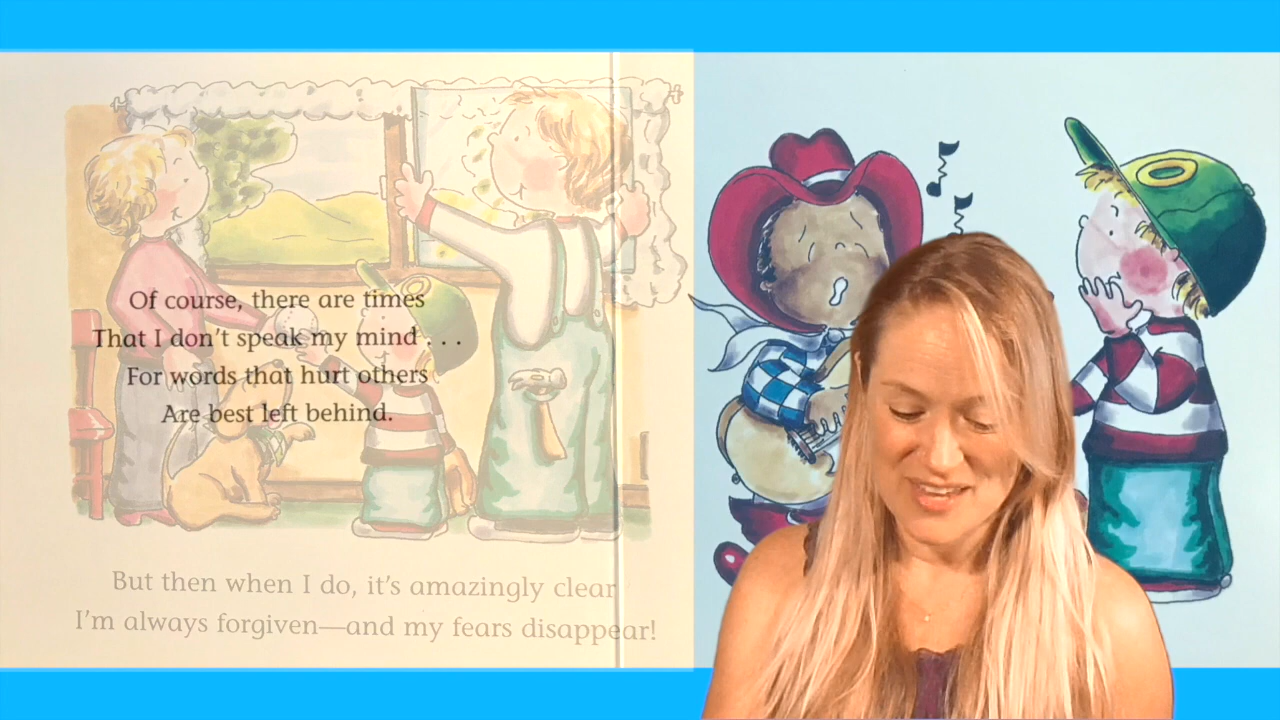 Of course, there are times
That I don't speak my mind . . .
For words that hurt others
Are best left behind.
But then when I do, it's amazingly clear
I'm always forgiven—and my fears disappear!